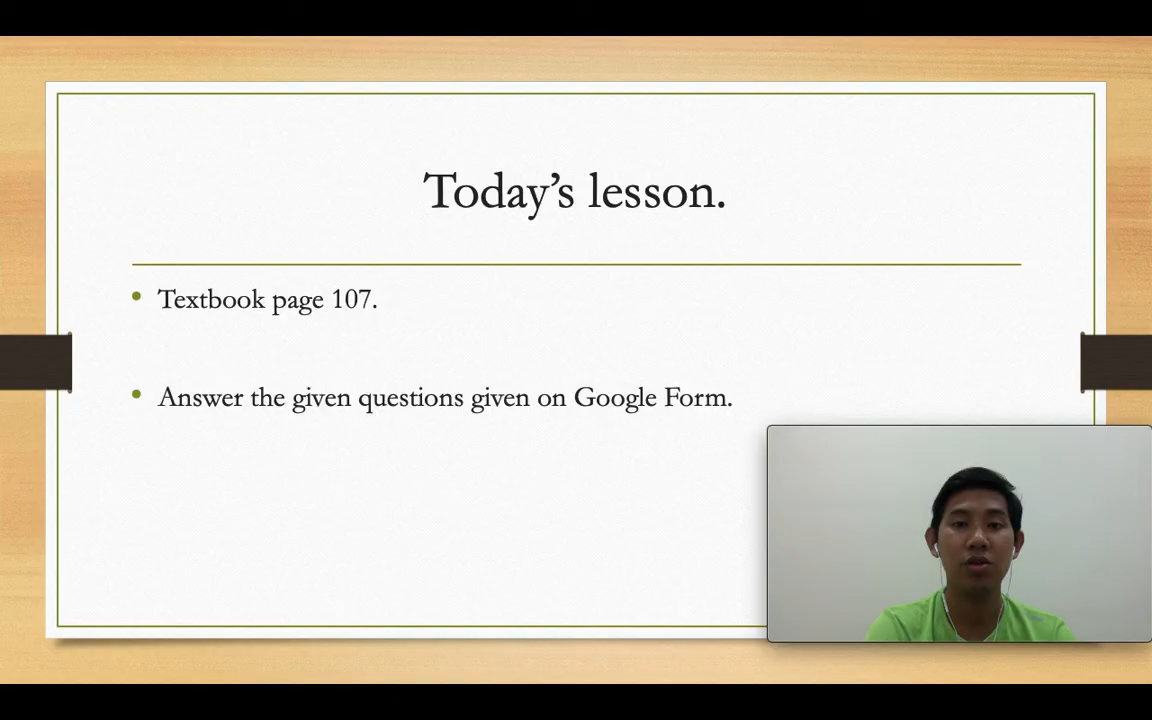 Today’s lesson.
Textbook page 107.
Answer the given questions given on Google Form.